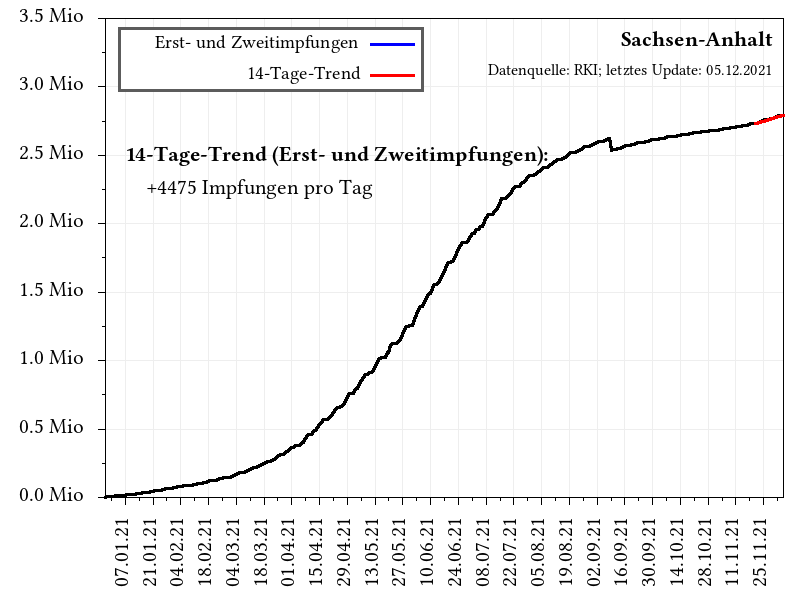 3.5 Mio
3.0 Mio
2.5 Mio
2.0 Mio
1.5 Mio
1.0 Mio
0.5 Mio
0.0 Mio
Erst- und Zweitimpfungen
14-Tage-Trend
Sachsen-Anhalt
Datenquelle: RKI; letztes Update: 05.12.2021
14-Tage-Trend (Erst- und Zweitimpfungen):
+4475 Impfungen pro Tag
07.01.21
21.01.21
04.02.21
18.02.21
04.03.21
18.03.21
01.04.21
15.04.21
29.04.21
13.05.21
27.05.21
10.06.21
24.06.21
08.07.21
22.07.21
05.08.21
19.08.21
02.09.21
16.09.21
30.09.21
14.10.21
28.10.21
11.11.21
25.11.21